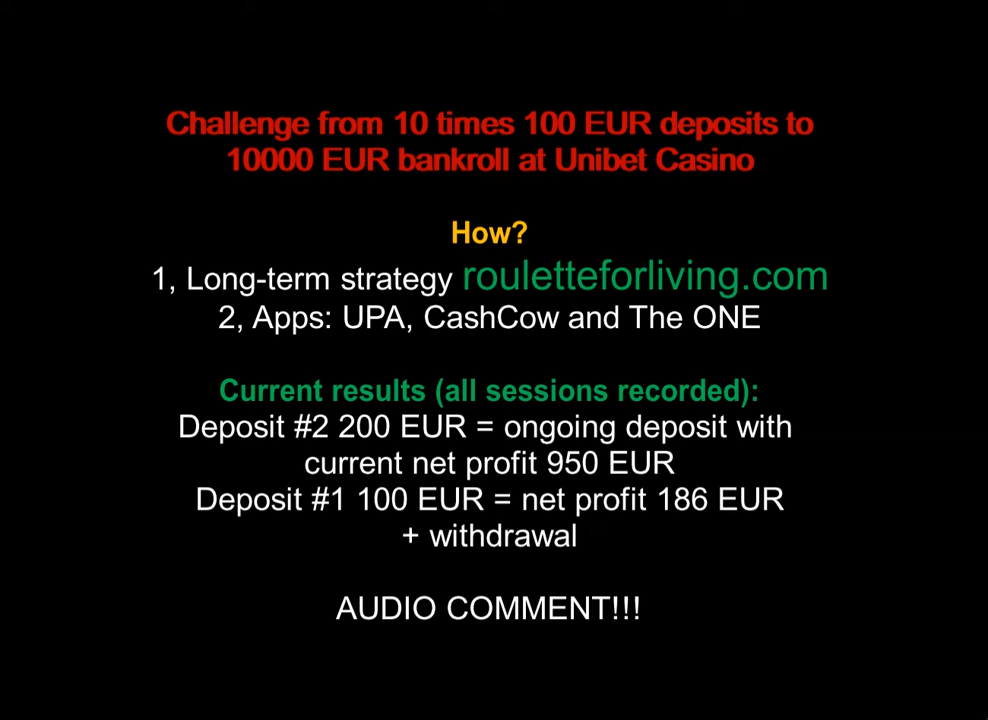 Challenge from 10 times 100 EUR deposits to
10000 EUR bankroll at Unibet Casino
How?
1, Long-term strategy rouletteforliving.com
2, Apps: UPA, CashCow and The ONE
Current results (all sessions recorded):
Deposit #2 200 EUR = ongoing deposit with
current net profit 950 EUR
Deposit #1 100 EUR = net profit 186 EUR
+ withdrawal
AUDIO COMMENT!!!